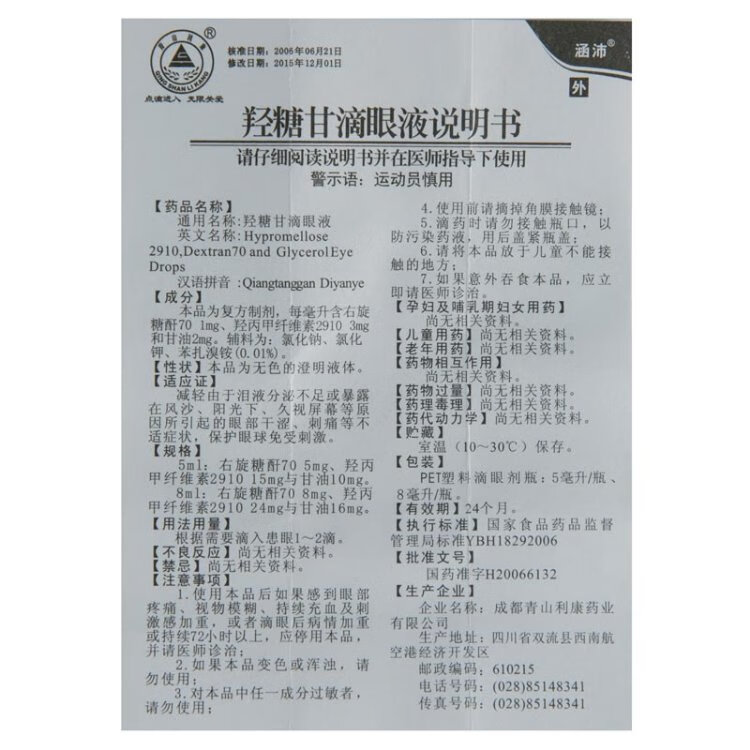 青山利康
QING SHAN LI KANG
®
点滴进入 无限关爱
核准日期：2006年06月21日
修改日期：2015年12月01日
涵沛®
外
羟糖甘滴眼液说明书
请仔细阅读说明书并在医师指导下使用
警示语：运动员慎用
【药品名称】
通用名称:羟糖甘滴眼液
英文名称:Hypromellose
2910,Dextran70 and GlycerolEye
Drops
汉语拼音 :Qiangtanggan Diyanye
【成分】
本品为复方制剂，每毫升含右旋
糖酐70 1mg、羟丙甲纤维素2910 3mg
和甘油2mg。辅料为：氯化钠、氯化
钾、苯扎溴铵(0.01%)。
【性状】本品为无色的澄明液体。
【适应证】
减轻由于泪液分泌不足或暴露
在风沙、阳光下、久视屏幕等原
因所引起的眼部干涩、刺痛等不
适症状，保护眼球免受刺激。
【规格】
5ml：右旋糖酐70 5mg、羟丙
甲纤维素2910 15mg与甘油10mg。
8ml：右旋糖酐70 8mg、羟丙
甲纤维素2910 24mg与甘油16mg。
【用法用量】
根据需要滴入患眼1～2滴。
【不良反应】尚无相关资料。
【禁忌】尚无相关资料。
【注意事项】
1.使用本品后如果感到眼部
疼痛、视物模糊、持续充血及刺
激感加重，或者滴眼后病情加重
或持续72小时以上，应停用本品，
并请医师诊治；
2.如果本品变色或浑浊，请
勿使用；
3.对本品中任一成分过敏者，
请勿使用；
4.使用前请摘掉角膜接触镜；
5.滴药时请勿接触瓶口，以
防污染药液，用后盖紧瓶盖；
6.请将本品放于儿童不能接
触的地方；
7.如果意外吞食本品，应立
即请医师诊治。
【孕妇及哺乳期妇女用药】
尚无相关资料。
【儿童用药】尚无相关资料。
【老年用药】尚无相关资料。
【药物相互作用】
尚无相关资料。
【药物过量】尚无相关资料。
【药理毒理】尚无相关资料。
【药代动力学】尚无相关资料。
【贮藏】
室温（10～30℃）保存。
【包装】
PET塑料滴眼剂瓶：5毫升/瓶、
8毫升/瓶。
【有效期】24个月。
【执行标准】国家食品药品监督
管理局标准YBH18292006
【批准文号】
国药准字H20066132
【生产企业】
企业名称：成都青山利康药业
有限公司
生产地址：四川省双流县西南航
空港经济开发区
邮政编码：610215
电话号码：(028)85148341
传真号码：(028)85148341